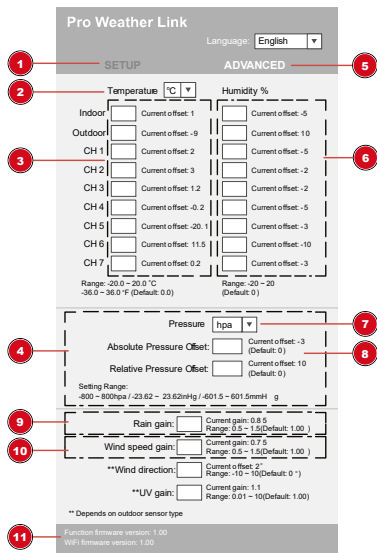 Pro Weather Link
Language: English
1 SETUP ADVANCED 5
2 Temperature °C Humidity %
Indoor Current offset: 1 Current offset: -5
Outdoor Current offset: -9 Current offset: 10
CH 1 Current offset: 2 Current offset: -5
3 6
CH 2 Current offset: 3 Current offset: -2
CH 3 Current offset: 1.2 Current offset: -2
CH 4 Current offset: -0.2 Current offset: -5
CH 5 Current offset: -20.1 Current offset: -3
CH 6 Current offset: 11.5 Current offset: -10
CH 7 Current offset: 0.2 Current offset: -3
Range: -20.0 ~ 20.0 °C Range: -20 ~ 20
-36.0 ~ 36.0 °F (Default: 0.0) (Default: 0 )
Pressure hpa 7
4 Absolute Pressure Offset: Current offset: -3 8
(Default: 0 )
Relative Pressure Offset: Current offset: 10
(Default: 0 )
Setting Range:
-800 ~ 800hpa / -23.62 ~ 23.62inHg / -601.5 ~ 601.5mmH g
9 Rain gain: Current gain: 0.8 5
Range: 0.5 ~ 1.5(Default: 1.00 )
10 Wind speed gain: Current gain: 0.7 5
Range: 0.5 ~ 1.5(Default: 1.00 )
**Wind direction: Current offset: 2°
Range: -10 ~ 10(Default: 0 °)
**UV gain: Current gain: 1.1
Range: 0.01 ~ 10(Default: 1.00)
** Depends on outdoor sensor type
11 Function firmware version: 1.00
WiFi firmware version: 1.00